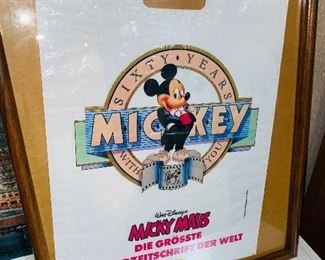 SIXTY YEARS
MICKEY
WITH YOU
WALT DISNEY'S
MICKY MAUS
DIE GRÖSSTE
ZEITSCHRIFT DER WELT